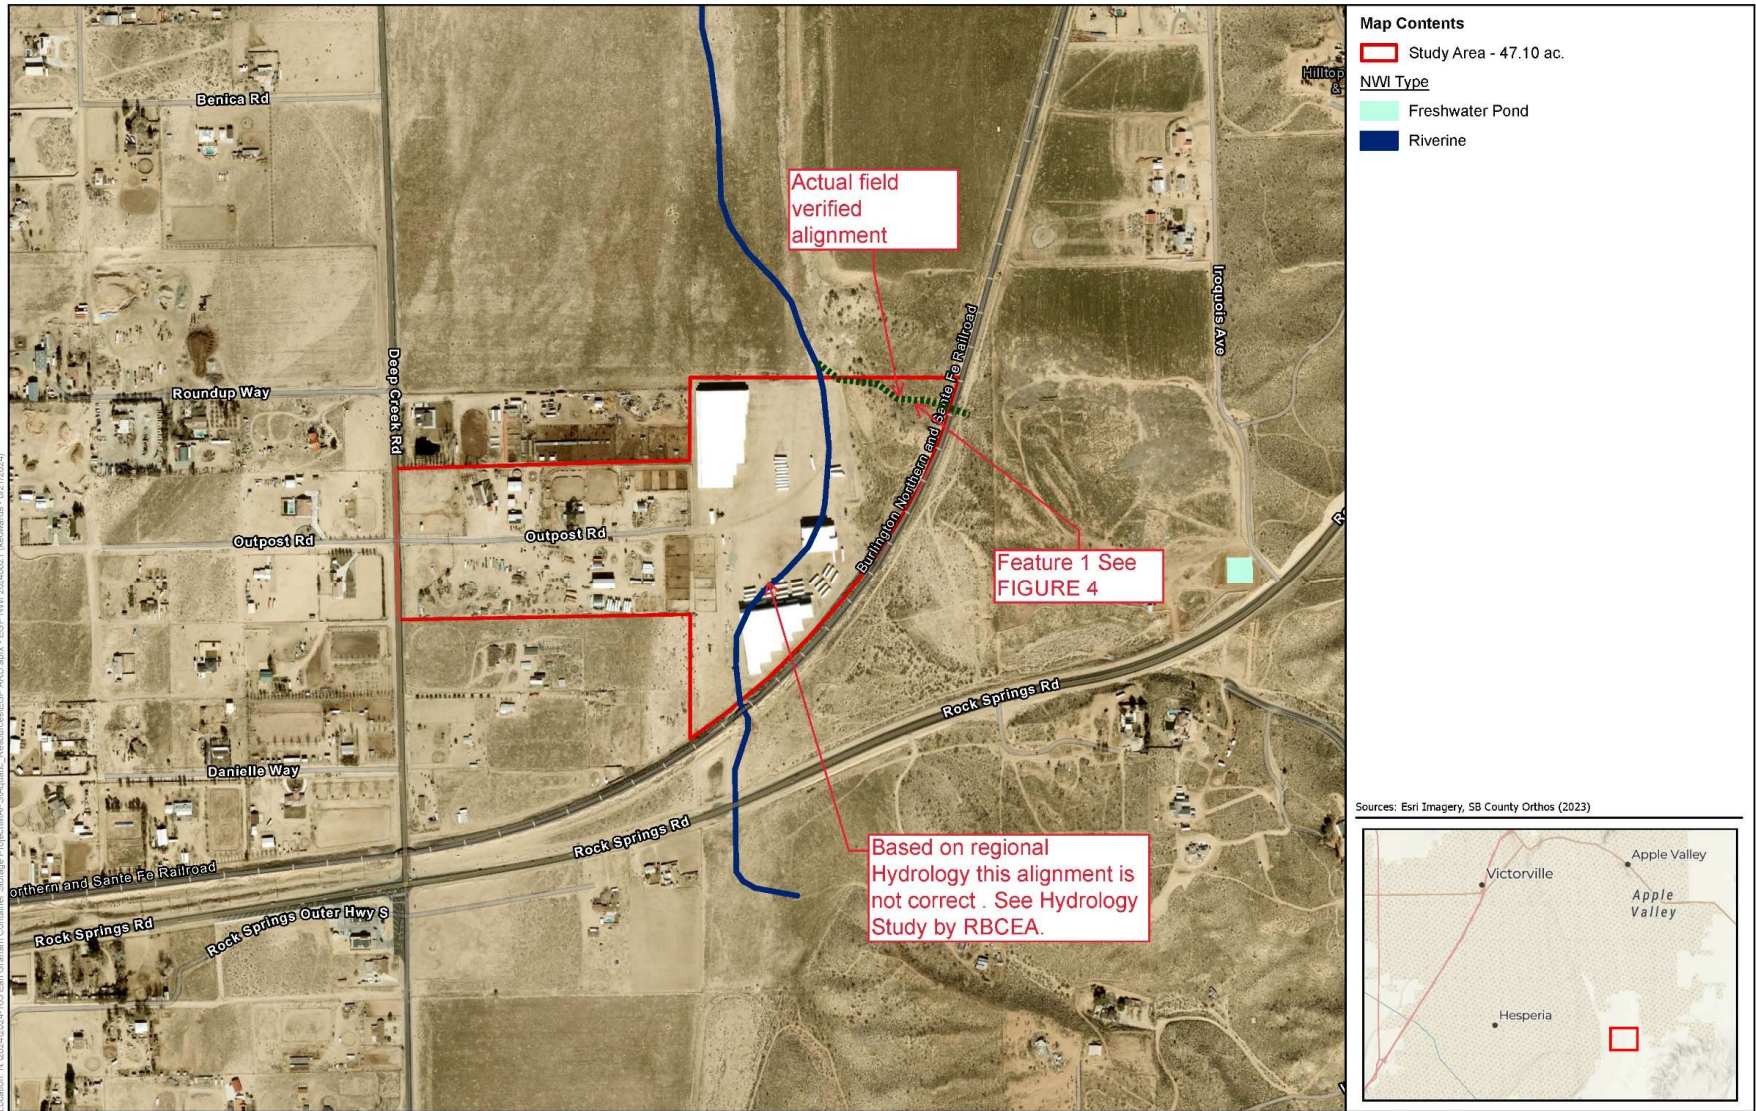 Benica Rd
Actual field
verified
alignment
Hilltop
&
Iroquois Ave
Deep Creek Rd
Roundup Way
Burlington Northern and Sante Fe Railroad
Outpost Rd
Outpost Rd
Feature 1 See
FIGURE 4
Rock Springs Rd
Danielle Way
Rock Springs Rd
Based on regional
Hydrology this alignment is
not correct . See Hydrology
Study by RBCEA.
orthern and Sante Fe Railroad
Rock Springs Rd
Rock Springs Outer Hwy S
Map Contents
Study Area - 47.10 ac.
NWI Type
Freshwater Pond
Riverine
Sources: Esri Imagery, SB County Orthos (2023)
Apple Valley
Victorville
Apple
Valley
Hesperia